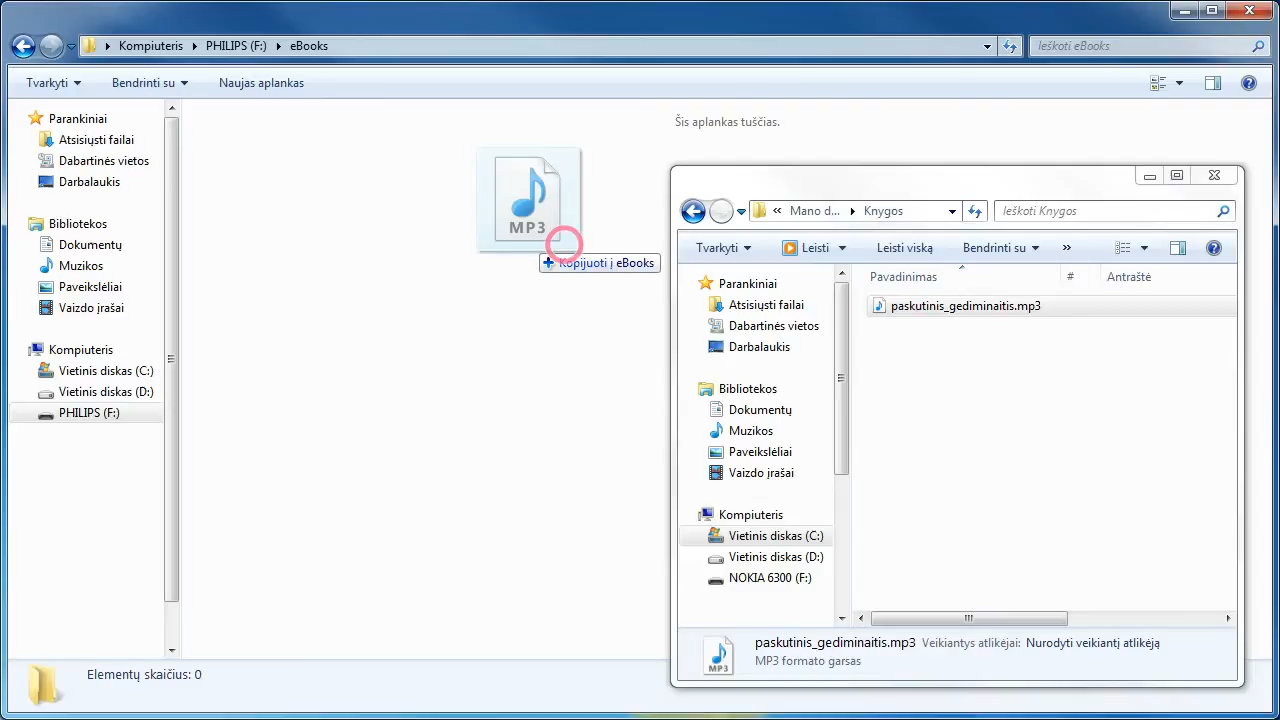 Kompiuteris PHILIPS (F:) eBooks
Ieškoti eBooks
Tvarkyti Bendrinti su Naujas aplankas
Parankiniai
Atsisiųsti failai
Dabartinės vietos
Darbalaukis
Bibliotekos
Dokumentų
Muzikos
Paveikslėliai
Vaizdo įrašai
Kompiuteris
Vietinis diskas (C:)
Vietinis diskas (D:)
PHILIPS (F:)
Šis aplankas tuščias.
MP3
Kopijuoti į eBooks
Elementų skaičius: 0
« Mano d... Knygos
Ieškoti Knygos
Tvarkyti Leisti Leisti viską Bendrinti su »
Parankiniai
Atsisiųsti failai
Dabartinės vietos
Darbalaukis
Bibliotekos
Dokumentų
Muzikos
Paveikslėliai
Vaizdo įrašai
Kompiuteris
Vietinis diskas (C:)
Vietinis diskas (D:)
NOKIA 6300 (F:)
Pavadinimas # Antraštė
paskutinis_gediminaitis.mp3
MP3
paskutinis_gediminaitis.mp3 Veikiantys atlikėjai: Nurodyti veikiantį atlikėją
MP3 formato garsas